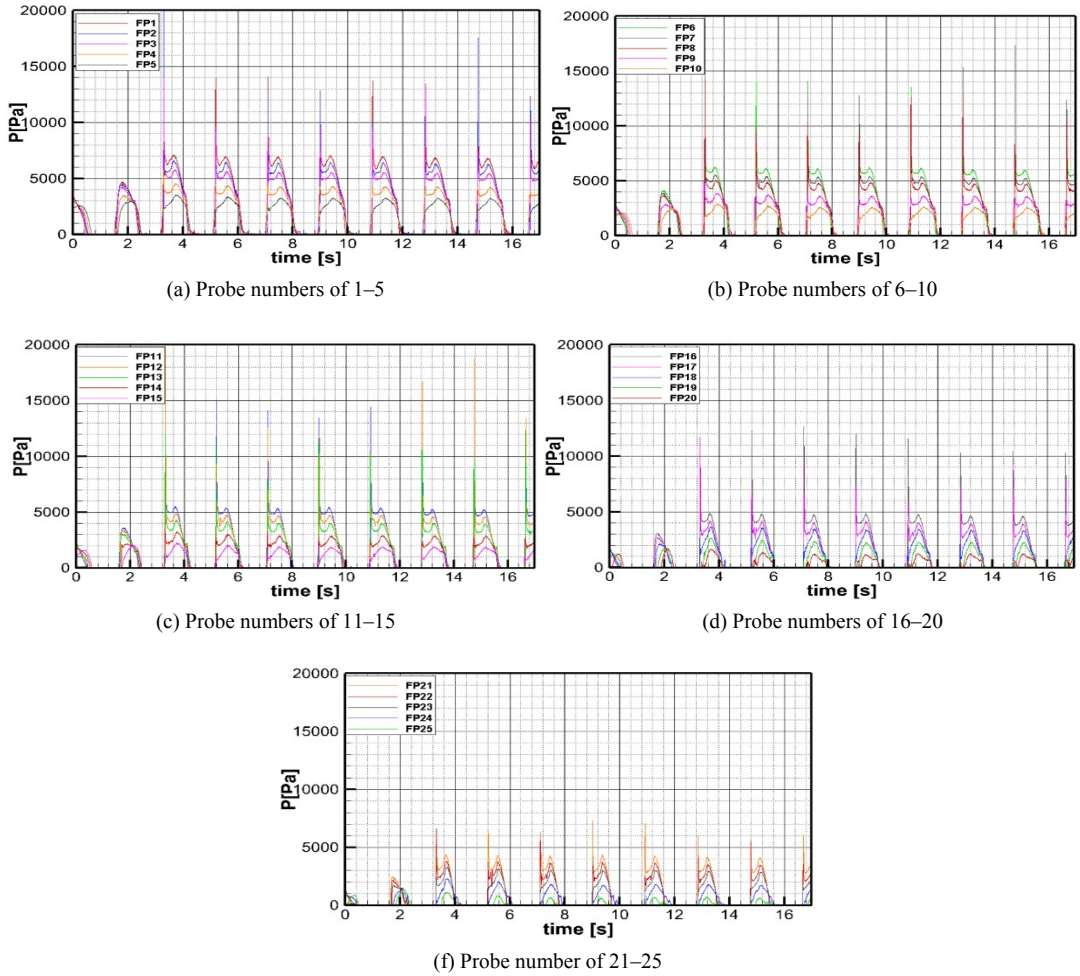 20000
15000
10000
5000
0
P[Pa]
FP1
FP2
FP3
FP4
FP5
0 2 4 6 8 10 12 14 16
time [s]
(a) Probe numbers of 1–5
20000
15000
10000
5000
0
P[Pa]
FP6
FP7
FP8
FP9
FP10
0 2 4 6 8 10 12 14 16
time [s]
(b) Probe numbers of 6–10
20000
15000
10000
5000
0
P[Pa]
FP11
FP12
FP13
FP14
FP15
0 2 4 6 8 10 12 14 16
time [s]
(c) Probe numbers of 11–15
20000
15000
10000
5000
0
P[Pa]
FP16
FP17
FP18
FP19
FP20
0 2 4 6 8 10 12 14 16
time [s]
(d) Probe numbers of 16–20
20000
15000
10000
5000
0
P[Pa]
FP21
FP22
FP23
FP24
FP25
0 2 4 6 8 10 12 14 16
time [s]
(f) Probe number of 21–25